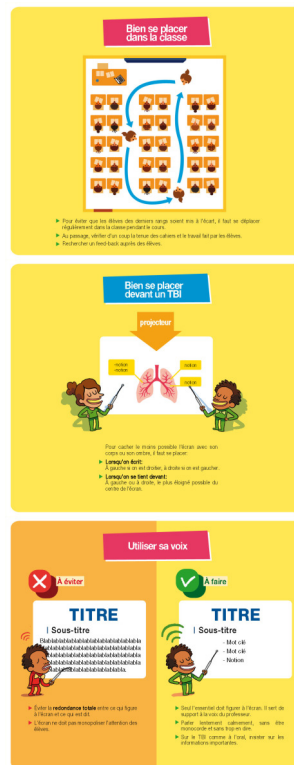 Bien se placer
dans la classe
Pour éviter que les élèves des derniers rangs soient mis à l'écart, il faut se déplacer
régulièrement dans la classe pendant le cours.
Au passage, vérifier d'un coup la tenue des cahiers et le travail fait par les élèves.
Rechercher un feed-back auprès des élèves.
Bien se placer
devant un TBI
projecteur
-notion
-notion
notion
notion
Pour cacher le moins possible l'écran avec son
corps ou son ombre, il faut se placer:
Lorsqu'on écrit:
À gauche si on est droitier, à droite si on est gaucher.
Lorsqu'on se tient devant:
À gauche ou à droite, le plus éloigné possible du
centre de l'écran.
Utiliser sa voix
À éviter
TITRE
| Sous-titre
Blablablablablablablablablablablabla
blablablablablablablablablablabla
blablablablablablablablablablabla
blablablablablablablablablablabla
blablablablablablablablabla.
Éviter la redondance totale entre ce qui figure
à l'écran et ce qui est dit.
L'écran ne doit pas monopoliser l'attention des
élèves.
À faire
TITRE
| Sous-titre
- Mot clé
- Mot clé
- Notion
Seul l'essentiel doit figurer à l'écran. Il sert de
support à la voix du professeur.
Parler lentement calmement, sans être
monocorde et sans trop en dire.
Sur le TBI comme à l'oral, insister sur les
informations importantes.